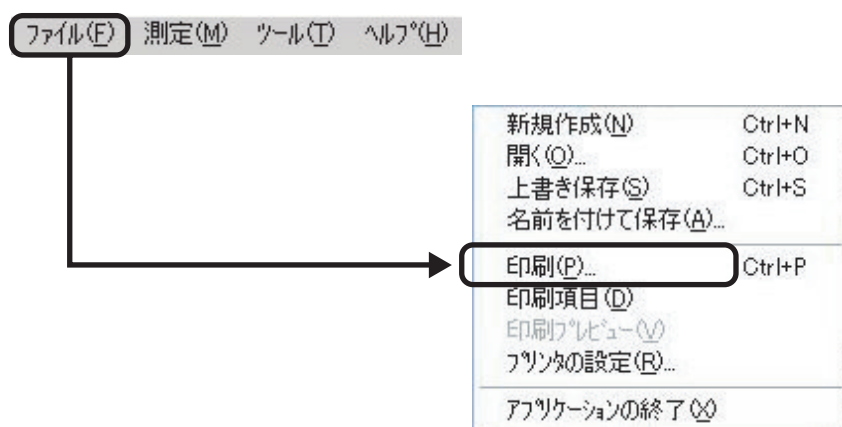 ﾌｧｲﾙ(F) 測定(M) ﾂｰﾙ(T) ﾍﾙﾌﾟ(H)
新規作成(N) Ctrl+N
開く(O)...
Ctrl+O
上書き保存(S) Ctrl+S
名前を付けて保存(A)...
印刷(P)... Ctrl+P
印刷項目(D)
印刷ﾌﾟﾚﾋﾞｭｰ(V)
ﾌﾟﾘﾝﾀの設定(R)...
ｱﾌﾟﾘｹｰｼｮﾝの終了(X)